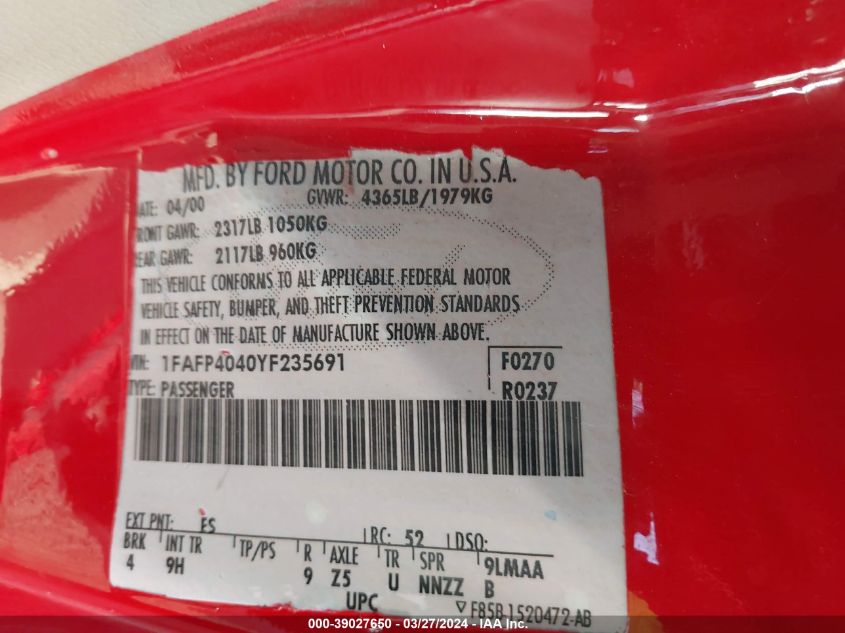 MFD. BY FORD MOTOR CO. IN U.S.A.
DATE: 04/00 GVWR: 4365LB/1979KG
FRONT GAWR: 2317LB 1050KG
REAR GAWR: 2117LB 960KG
THIS VEHICLE CONFORMS TO ALL APPLICABLE FEDERAL MOTOR
VEHICLE SAFETY, BUMPER, AND THEFT PREVENTION STANDARDS
IN EFFECT ON THE DATE OF MANUFACTURE SHOWN ABOVE.
VIN: 1FAFP4040YF235691 F0270
TYPE: PASSENGER R0237
EXT PNT: ES RC: 52 DSO:
BRK INT TR TP/PS R AXLE TR SPR 9LMAA
4 9H 9 Z5 U NNZZ B
UPC ▽F85B 1520472-AB
000-39027650 - 03/27/2024 - IAA Inc.